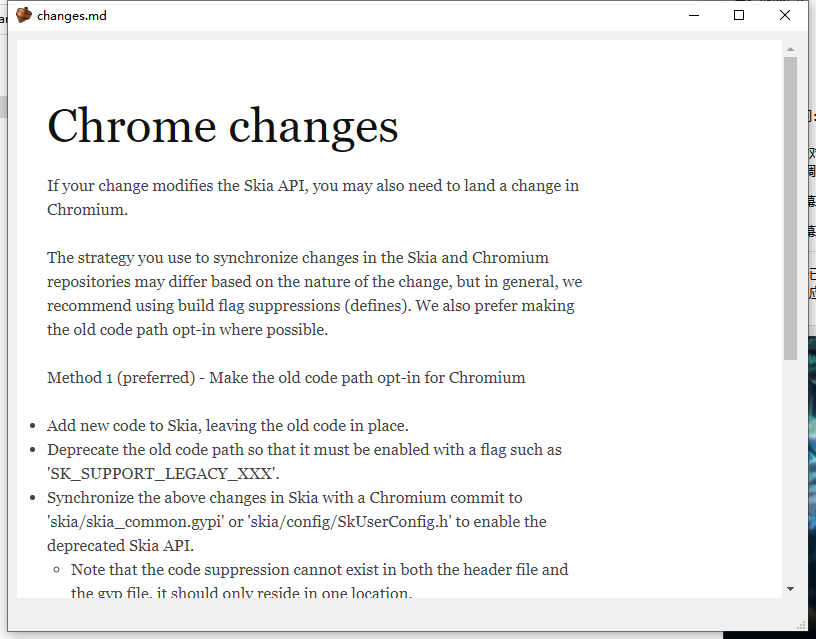 changes.md
Chrome changes
If your change modifies the Skia API, you may also need to land a change in
Chromium.
The strategy you use to synchronize changes in the Skia and Chromium
repositories may differ based on the nature of the change, but in general, we
recommend using build flag suppressions (defines). We also prefer making
the old code path opt-in where possible.
Method 1 (preferred) - Make the old code path opt-in for Chromium
• Add new code to Skia, leaving the old code in place.
• Deprecate the old code path so that it must be enabled with a flag such as
'SK_SUPPORT_LEGACY_XXX'.
• Synchronize the above changes in Skia with a Chromium commit to
'skia/skia_common.gypi' or 'skia/config/SkUserConfig.h' to enable the
deprecated Skia API.
◦ Note that the code suppression cannot exist in both the header file and
the gyp file, it should only reside in one location.